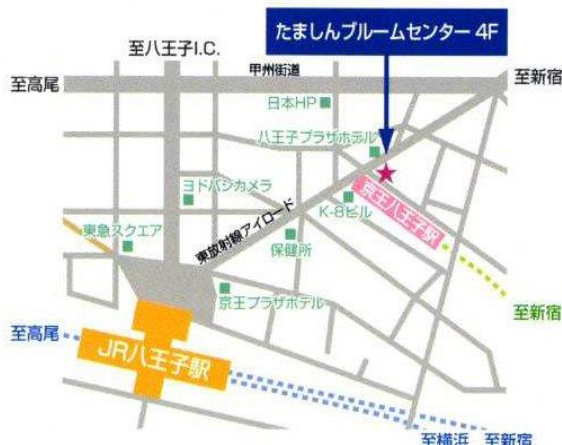 たましんブルームセンター 4F
至八王子I.C.
甲州街道
至高尾
至新宿
日本HP
八王子プラザホテル
ヨドバシカメラ
K-8ビル
京王八王子駅
東放射線アイロード
東急スクエア
保健所
京王プラザホテル
至新宿
至高尾
JR八王子駅
至横浜 至新宿